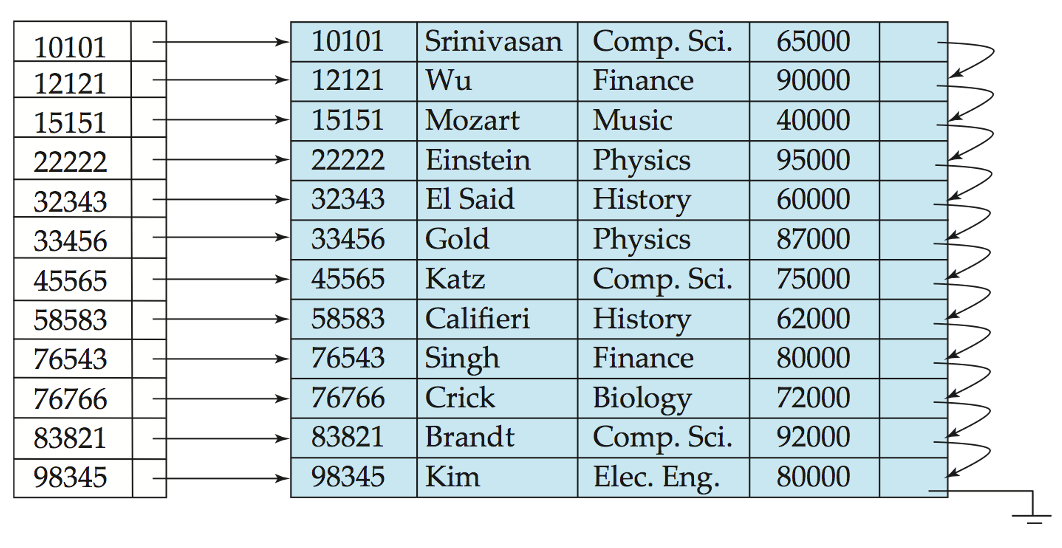 10101 10101 Srinivasan Comp. Sci. 65000
12121 12121 Wu Finance 90000
15151 15151 Mozart Music 40000
22222 22222 Einstein Physics 95000
32343 32343 El Said History 60000
33456 33456 Gold Physics 87000
45565 45565 Katz Comp. Sci. 75000
58583 58583 Califieri History 62000
76543 76543 Singh Finance 80000
76766 76766 Crick Biology 72000
83821 83821 Brandt Comp. Sci. 92000
98345 98345 Kim Elec. Eng. 80000